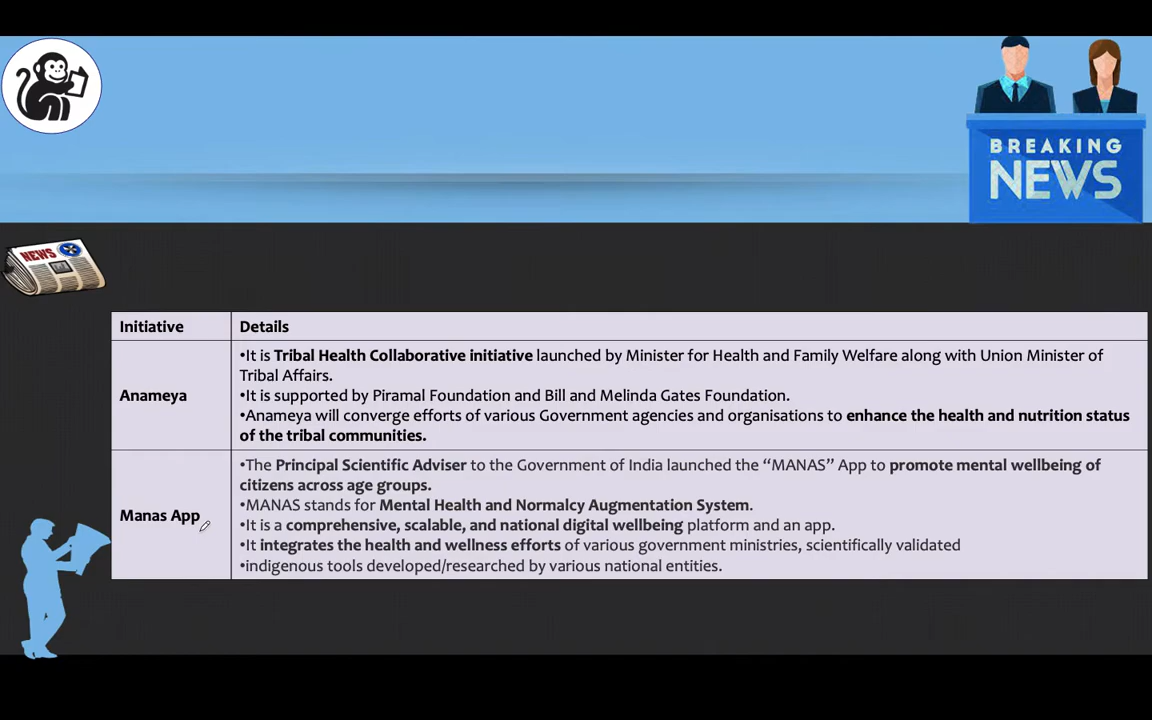 BREAKING
NEWS
NEWS
Initiative Details
•It is Tribal Health Collaborative initiative launched by Minister for Health and Family Welfare along with Union Minister of
Tribal Affairs.
Anameya
•It is supported by Piramal Foundation and Bill and Melinda Gates Foundation.
•Anameya will converge efforts of various Government agencies and organisations to enhance the health and nutrition status
of the tribal communities.
•The Principal Scientific Adviser to the Government of India launched the “MANAS” App to promote mental wellbeing of
citizens across age groups.
•MANAS stands for Mental Health and Normalcy Augmentation System.
Manas App
•It is a comprehensive, scalable, and national digital wellbeing platform and an app.
•It integrates the health and wellness efforts of various government ministries, scientifically validated
•indigenous tools developed/researched by various national entities.